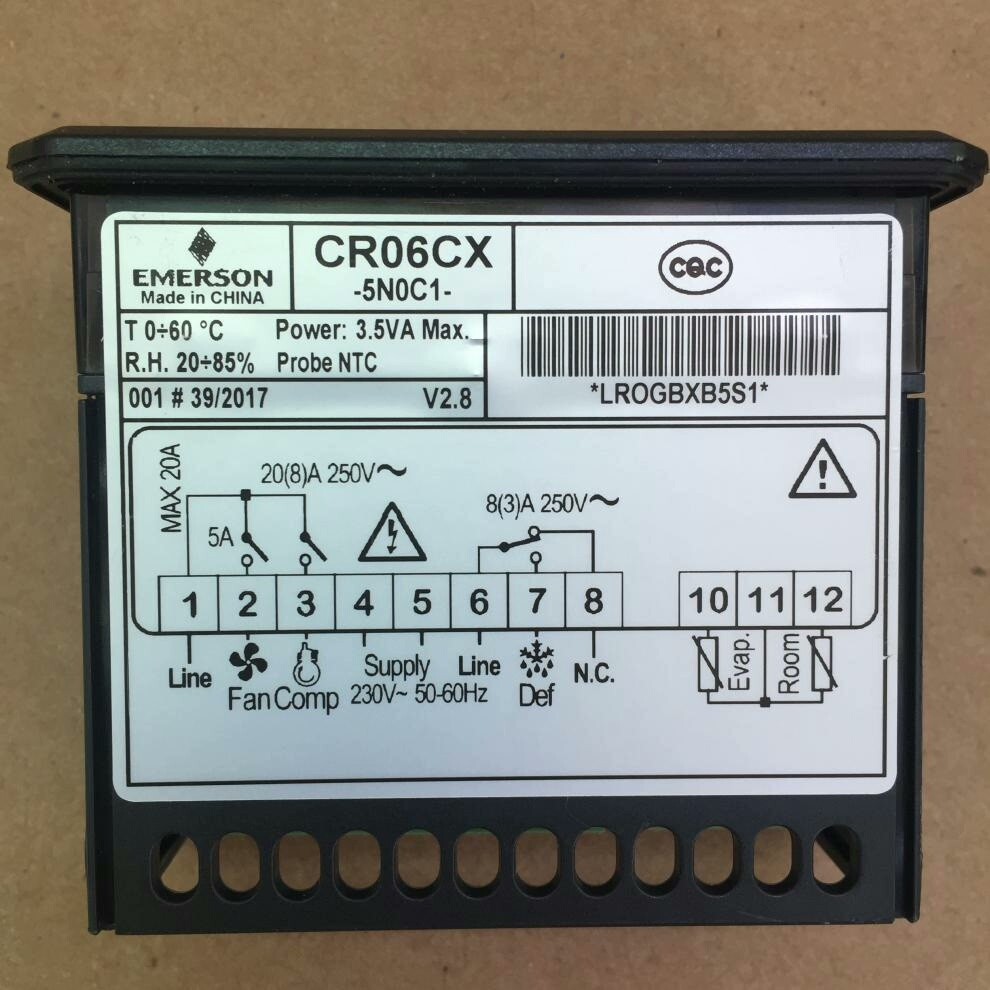 EMERSON
Made in CHINA
CR06CX
-5N0C1-
CQC
T 0÷60 °C Power: 3.5VA Max.
R.H. 20÷85% Probe NTC
001 # 39/2017 V2.8
*LROGBXB5S1*
MAX 20A
20(8)A 250V~
8(3)A 250V~
5A
1 2 3 4 5 6 7 8 10 11 12
Line
Fan
Comp
Supply
230V~ 50-60Hz
Line
Def
N.C.
Evap.
Room